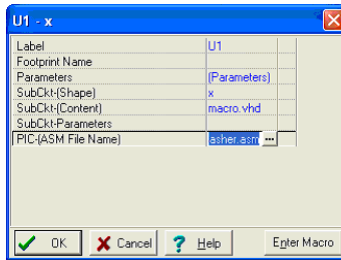 U1 - x
Label U1
Footprint Name
Parameters (Parameters)
SubCkt-(Shape) x
SubCkt-(Content) macro.vhd
SubCkt-Parameters
PIC-(ASM File Name) asher.asm ...
OK Cancel ? Help Enter Macro